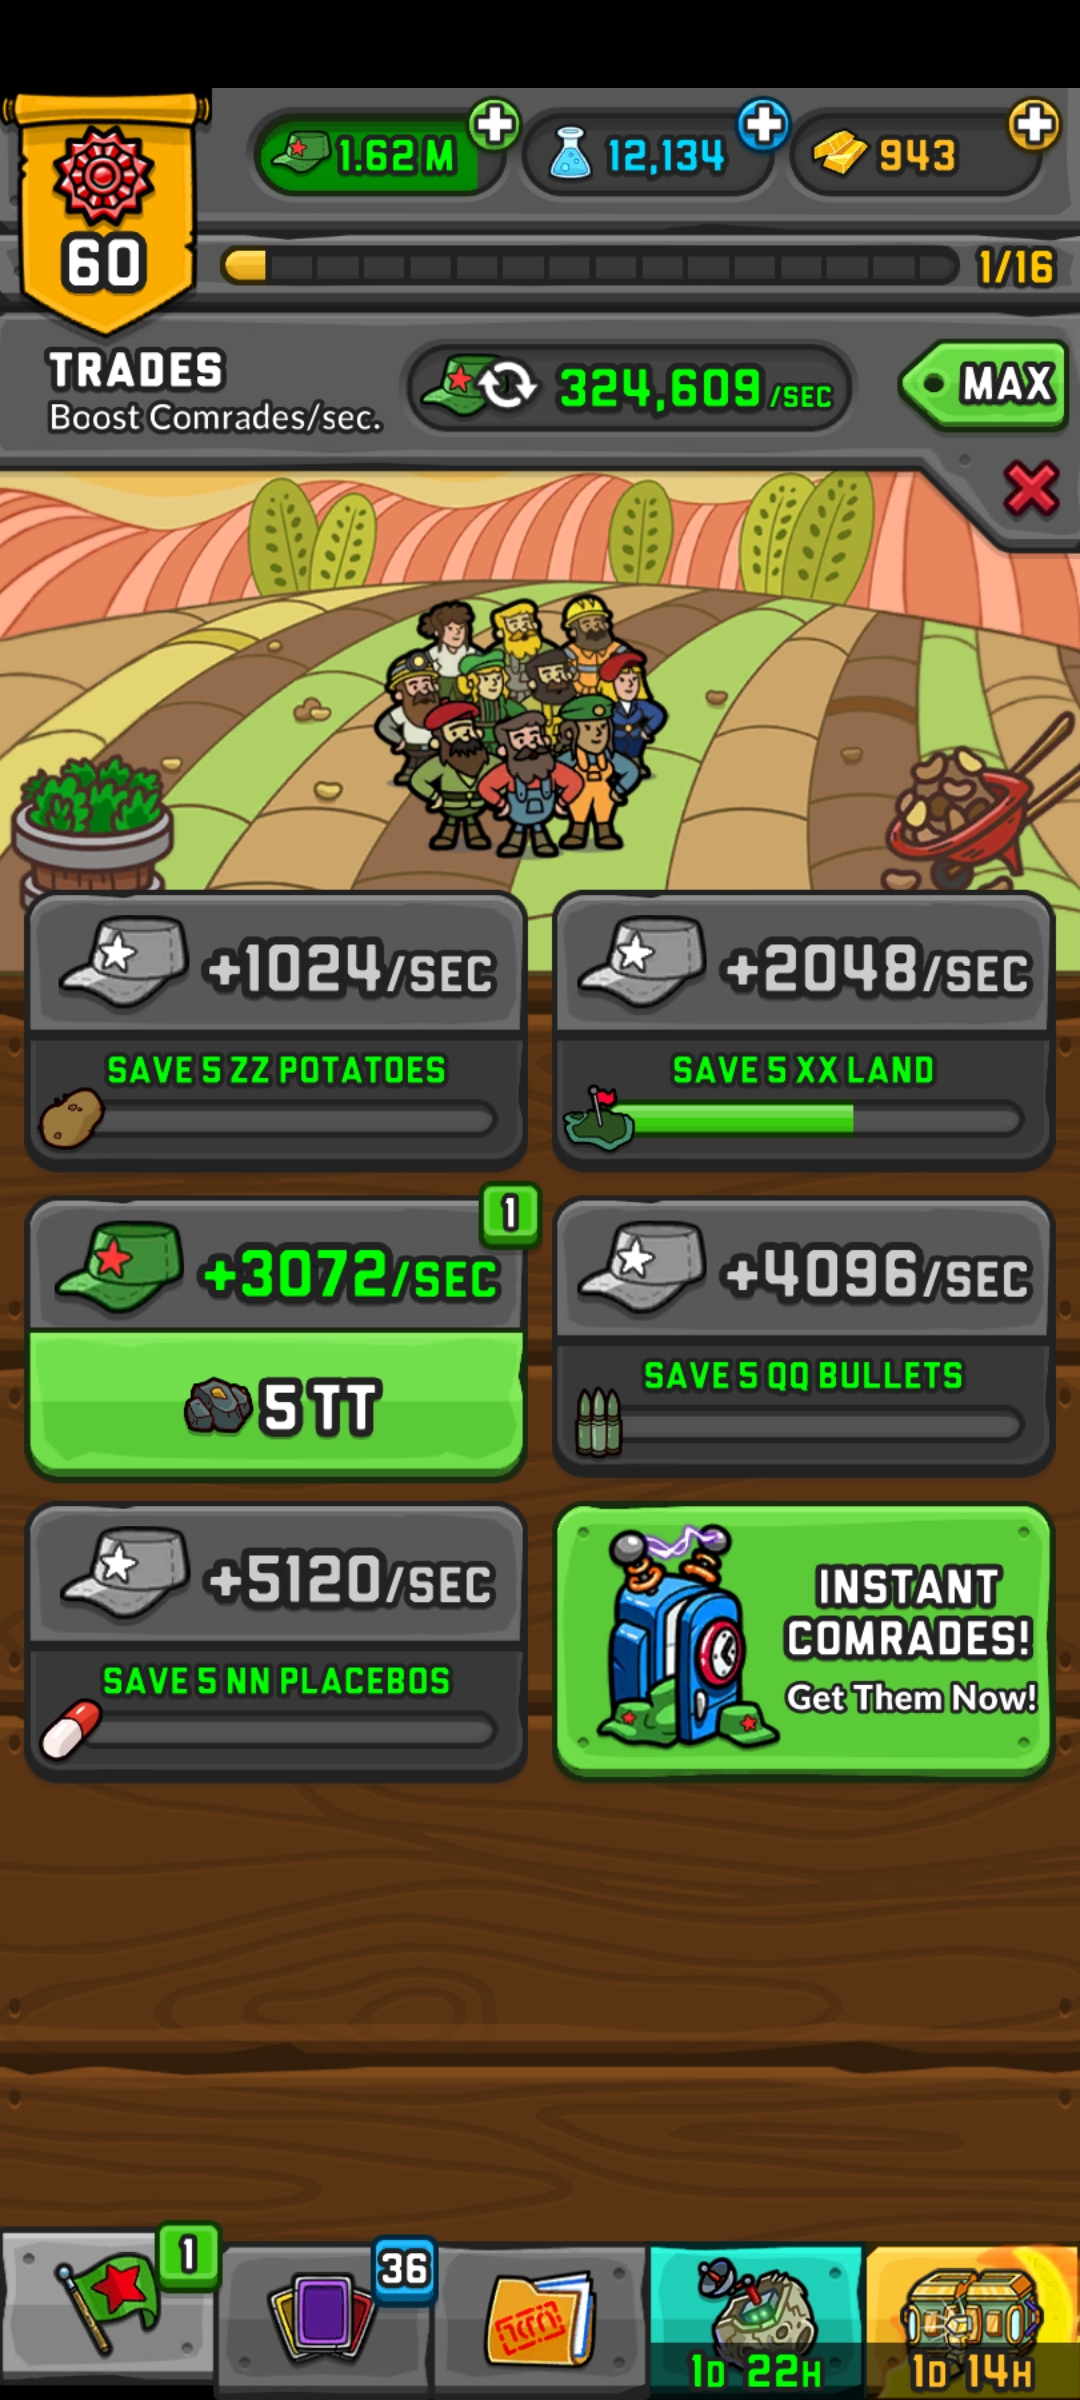 1.62 M
12,134
943
60
1/16
TRADES
Boost Comrades/sec.
324,609/SEC
MAX
+1024/SEC
SAVE 5 ZZ POTATOES
+2048/SEC
SAVE 5 XX LAND
1
+3072/SEC
5 TT
+4096/SEC
SAVE 5 QQ BULLETS
+5120/SEC
SAVE 5 NN PLACEBOS
INSTANT
COMRADES!
Get Them Now!
1
36
1D 22H
1D 14H